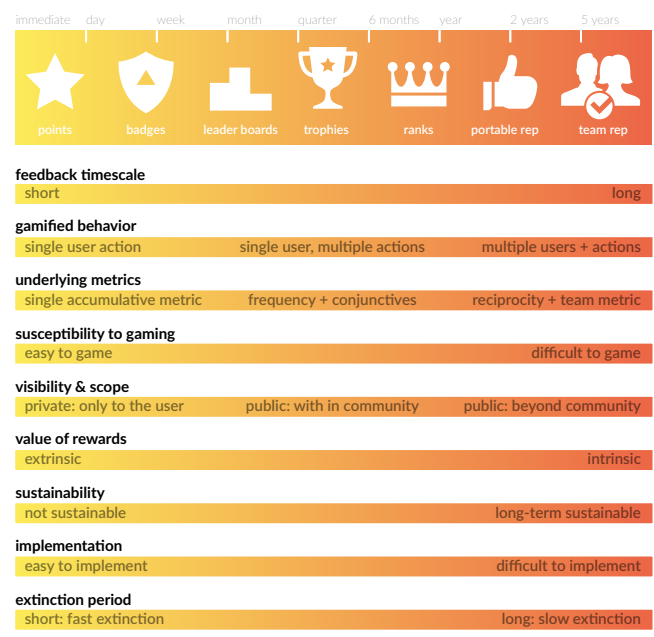 immediate day week month quarter 6 months year 2 years 5 years
points badges leader boards trophies ranks portable rep team rep
feedback timescale
short long
gamified behavior
single user action single user, multiple actions multiple users + actions
underlying metrics
single accumulative metric frequency + conjunctives reciprocity + team metric
susceptibility to gaming
easy to game difficult to game
visibility & scope
private: only to the user public: with in community public: beyond community
value of rewards
extrinsic intrinsic
sustainability
not sustainable long-term sustainable
implementation
easy to implement difficult to implement
extinction period
short: fast extinction long: slow extinction